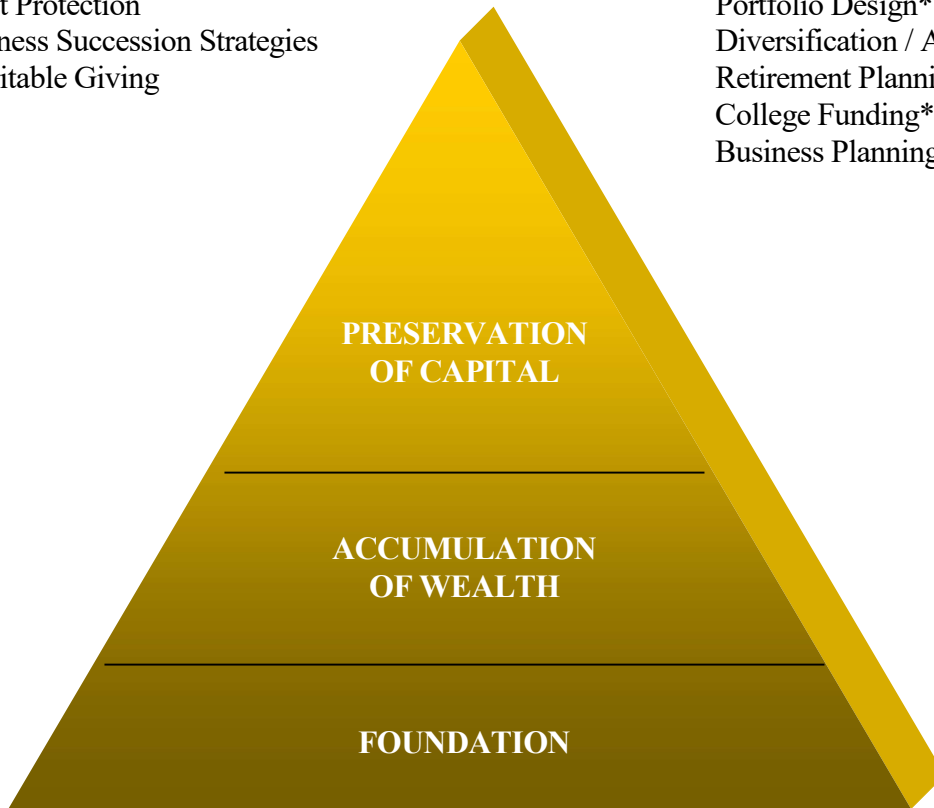 t Protection
ness Succession Strategies
itable Giving
Portfolio Design*
Diversification / A
Retirement Planni
College Funding*
Business Planning
PRESERVATION
OF CAPITAL
ACCUMULATION
OF WEALTH
FOUNDATION